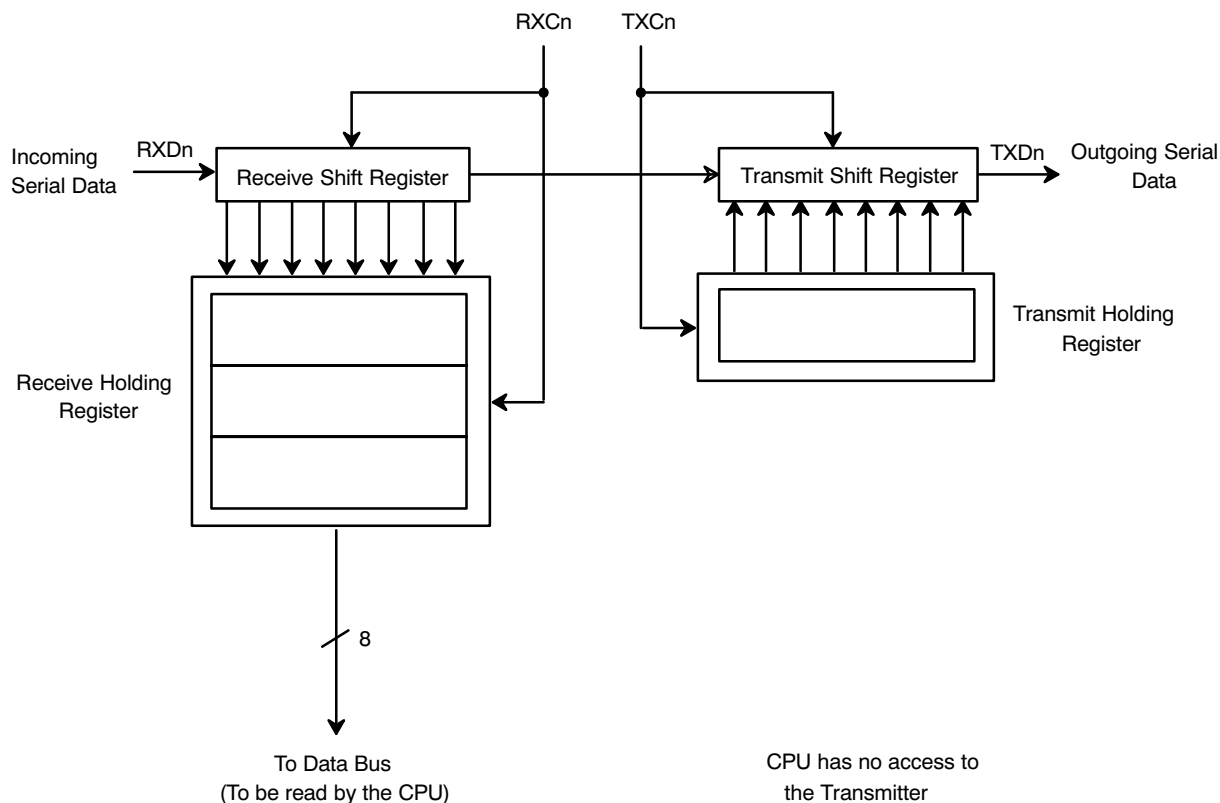 RXCn
TXCn
Incoming
Serial Data
RXDn
Receive Shift Register
Transmit Shift Register
TXDn
Outgoing Serial
Data
Receive Holding
Register
Transmit Holding
Register
8
To Data Bus
(To be read by the CPU)
CPU has no access to
the Transmitter